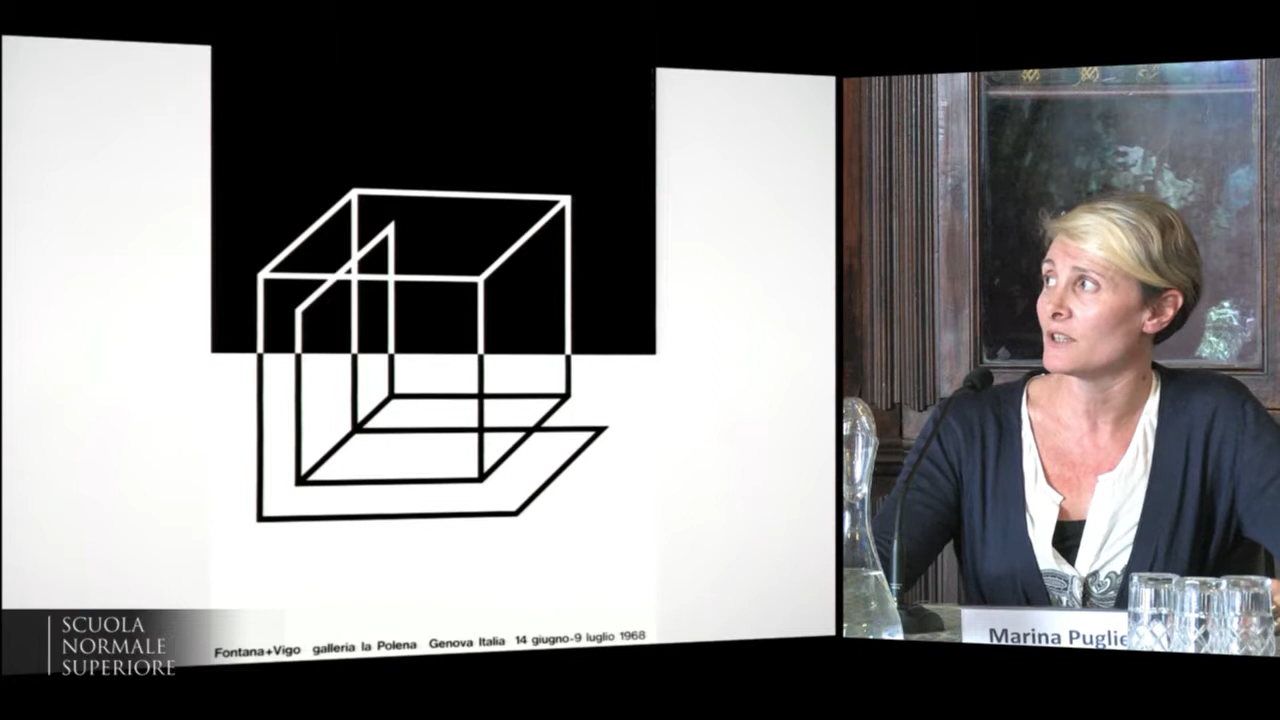 SCUOLA
NORMALE
SUPERIORE
Fontana+Vigo galleria la Polena Genova Italia 14 giugno-9 luglio 1968
Marina Puglie